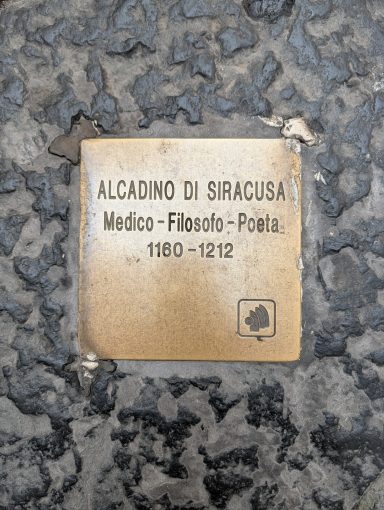 ALCADINO DI SIRACUSA
Medico - Filosofo - Poeta
1160 - 1212